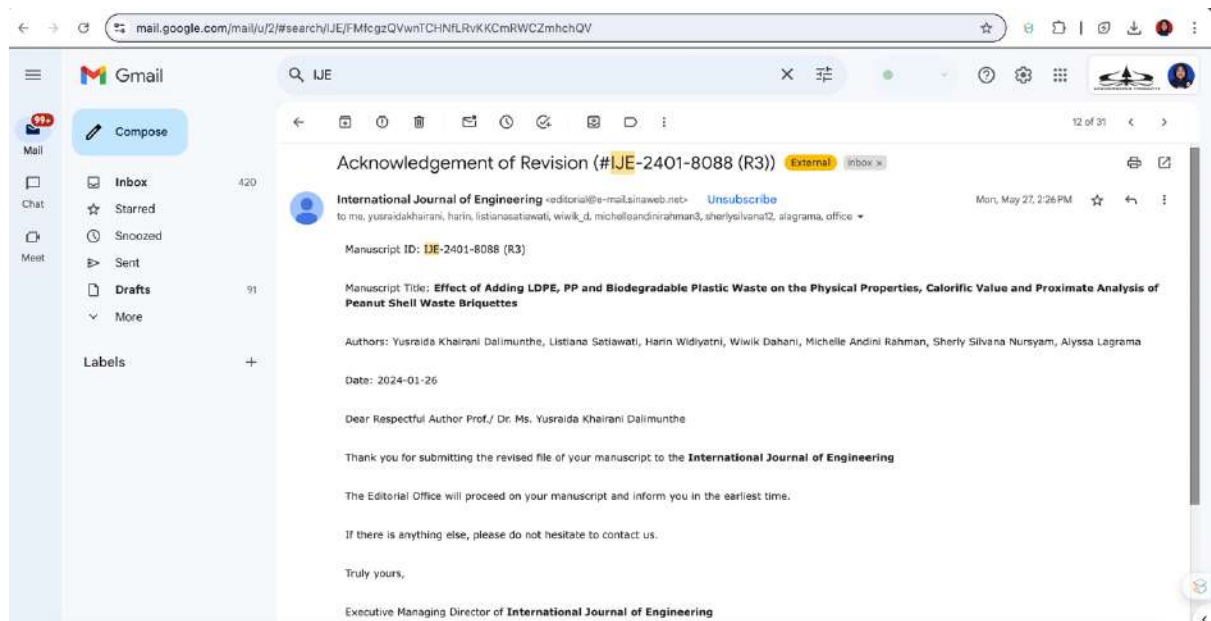 mail.google.com/mail/u/2/#search/IJE/FMfcgzQVwnTCHNfLRvKKCmRWCZmhchQV
Gmail
IJE
99+
Mail
Chat
Meet
Compose
Inbox 420
Starred
Snoozed
Sent
Drafts 91
More
Labels
12 of 31
Acknowledgement of Revision (#IJE-2401-8088 (R3)) External Inbox x
International Journal of Engineering <editorial@e-mail.sinaweb.net> Unsubscribe
Mon, May 27, 2:26 PM
to me, yusraidakhairani, harin, listianasatiawati, wiwik_d, michelleandinirahman3, sherlysilvana12, alagrama, office
Manuscript ID: IJE-2401-8088 (R3)
Manuscript Title: Effect of Adding LDPE, PP and Biodegradable Plastic Waste on the Physical Properties, Calorific Value and Proximate Analysis of
Peanut Shell Waste Briquettes
Authors: Yusraida Khairani Dalimunthe, Listiana Satiawati, Harin Widiyatni, Wiwik Dahani, Michelle Andini Rahman, Sherly Silvana Nursyam, Alyssa Lagrama
Date: 2024-01-26
Dear Respectful Author Prof./ Dr. Ms. Yusraida Khairani Dalimunthe
Thank you for submitting the revised file of your manuscript to the International Journal of Engineering
The Editorial Office will proceed on your manuscript and inform you in the earliest time.
If there is anything else, please do not hesitate to contact us.
Truly yours,
Executive Managing Director of International Journal of Engineering